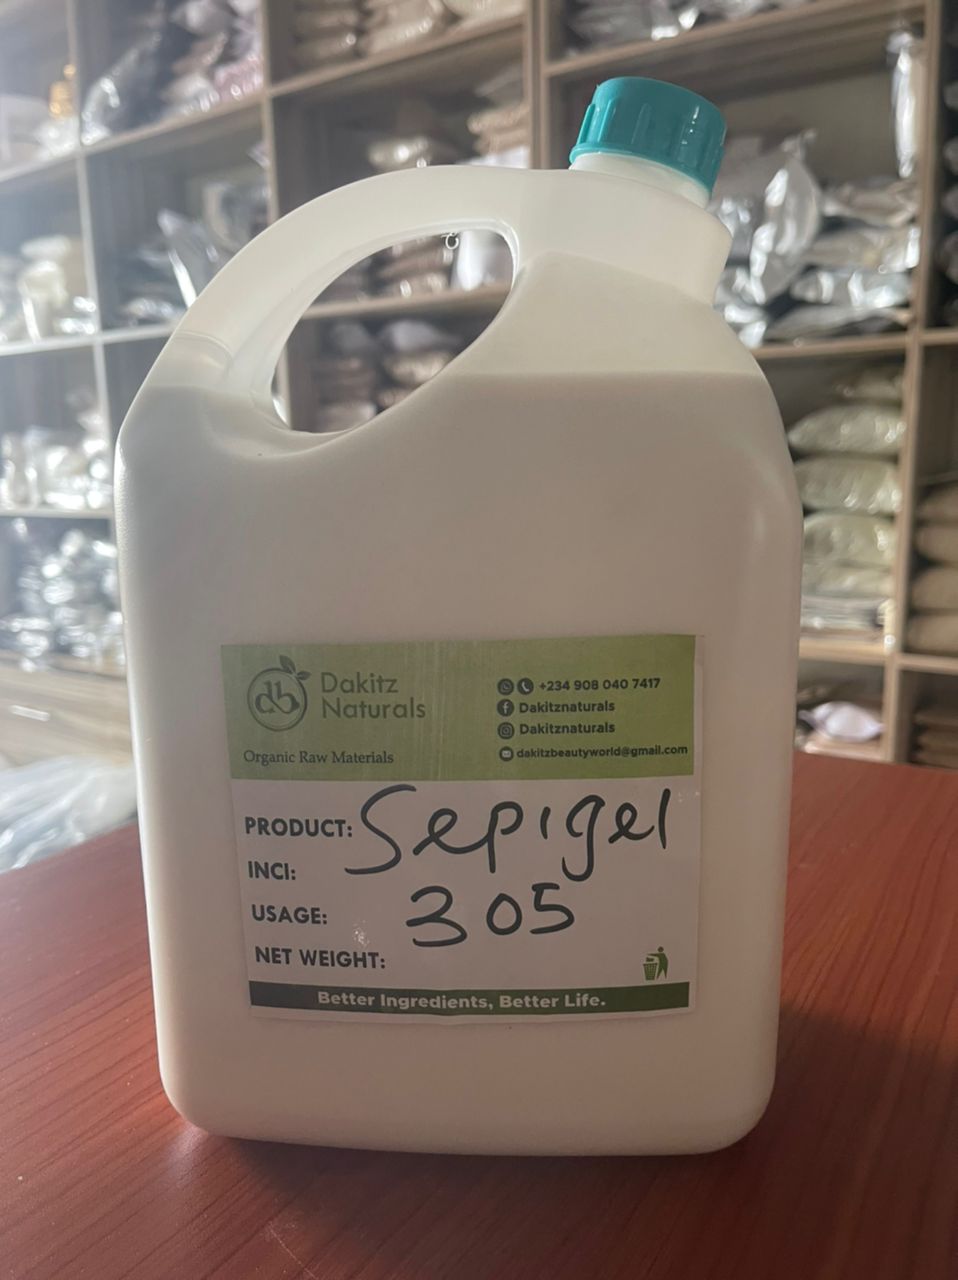 Dakitz
Naturals
Organic Raw Materials
+234 908 040 7417
Dakitznaturals
Dakitznaturals
dakitzbeautyworld@gmail.com
PRODUCT: Sepigel
INCI:
USAGE: 305
NET WEIGHT:
Better Ingredients, Better Life.